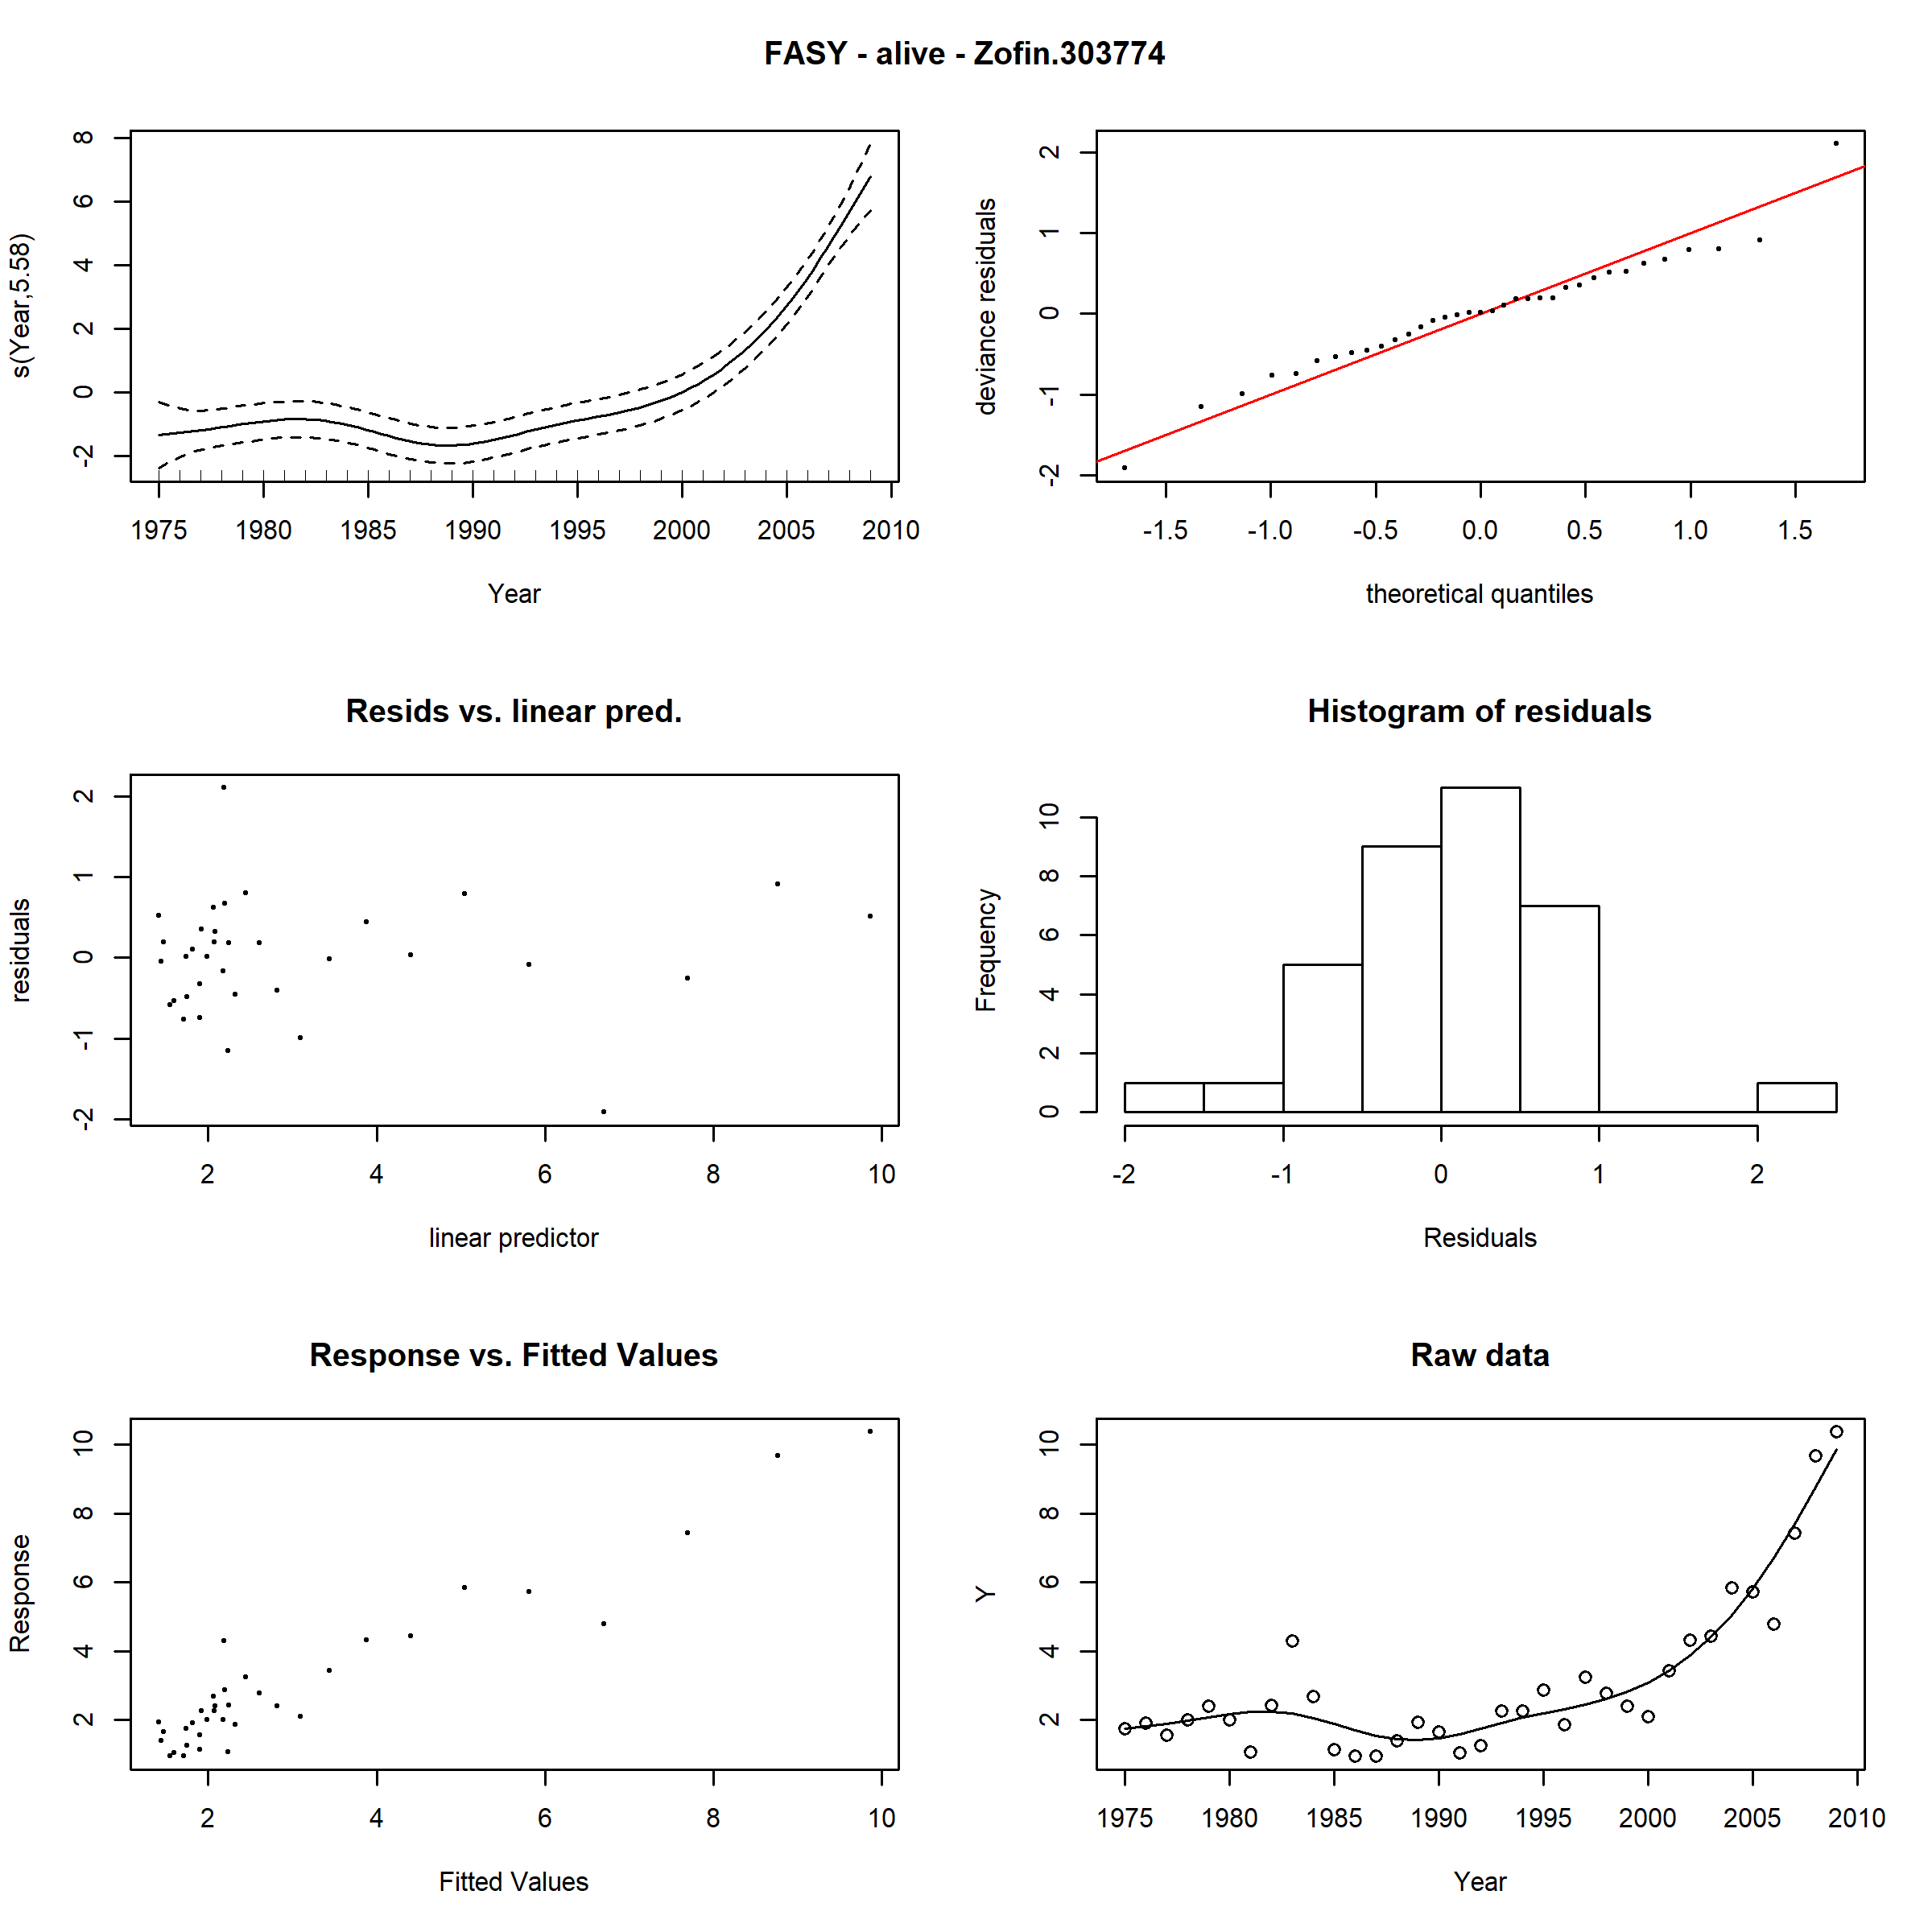 FASY - alive - Zofin.303774
s(Year,5.58)
8
6
4
2
0
-2
1975 1980 1985 1990 1995 2000 2005 2010
Year
deviance residuals
2
1
0
-1
-2
-1.5 -1.0 -0.5 0.0 0.5 1.0 1.5
theoretical quantiles
Resids vs. linear pred.
residuals
2
1
0
-1
-2
2 4 6 8 10
linear predictor
Histogram of residuals
Frequency
10
8
6
4
2
0
-2 -1 0 1 2
Residuals
Response vs. Fitted Values
Response
10
8
6
4
2
2 4 6 8 10
Fitted Values
Raw data
Y
10
8
6
4
2
1975 1980 1985 1990 1995 2000 2005 2010
Year